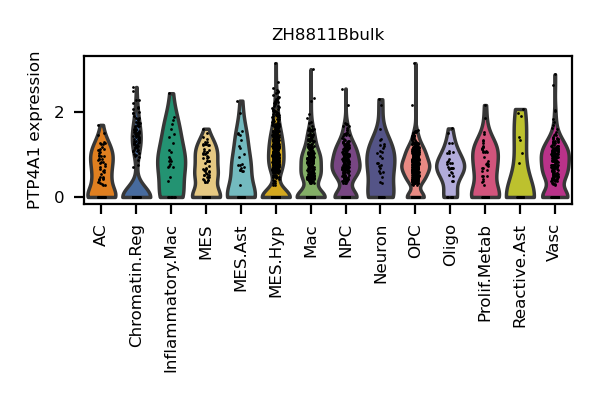 ZH8811Bbulk
PTP4A1 expression
2
0
AC
Chromatin.Reg
Inflammatory.Mac
MES
MES.Ast
MES.Hyp
Mac
NPC
Neuron
OPC
Oligo
Prolif.Metab
Reactive.Ast
Vasc